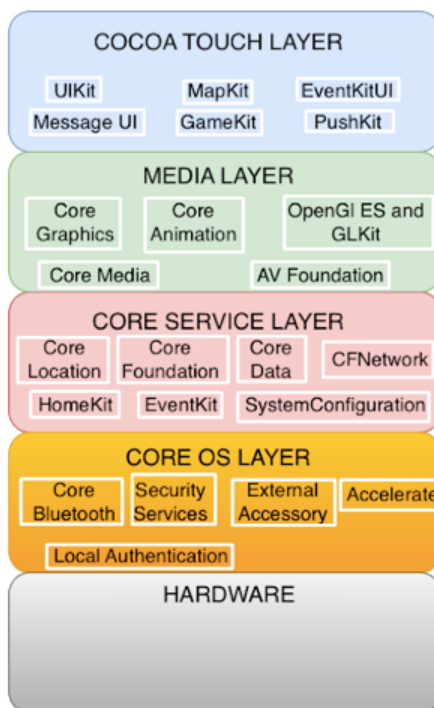 COCOA TOUCH LAYER
UIKit MapKit EventKitUI
Message UI GameKit PushKit
MEDIA LAYER
Core Graphics
Core Animation
OpenGl ES and GLKit
Core Media AV Foundation
CORE SERVICE LAYER
Core Location
Core Foundation
Core Data
CFNetwork
HomeKit EventKit SystemConfiguration
CORE OS LAYER
Core Bluetooth
Security Services
External Accessory
Accelerate
Local Authentication
HARDWARE